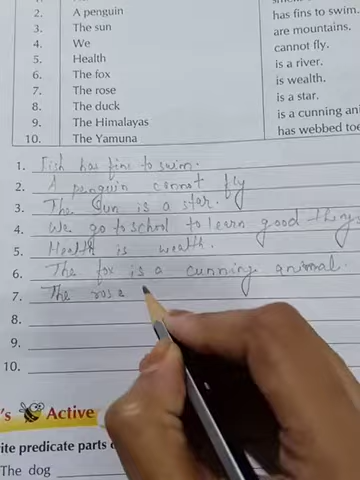 2. A penguin has fins to swim.
3. The sun are mountains.
4. We cannot fly.
5. Health is a river.
6. The fox is wealth.
7. The rose is a star.
8. The duck is a cunning ani
9. The Himalayas has webbed toe
10. The Yamuna
1. Fish has fins to swim.
2. A penguin cannot fly
3. The Sun is a star.
4. We go to school to learn good things
5. Health is wealth.
6. The fox is a cunning animal.
7. The rose
8.
9.
10.
's Active
ite predicate parts
The dog